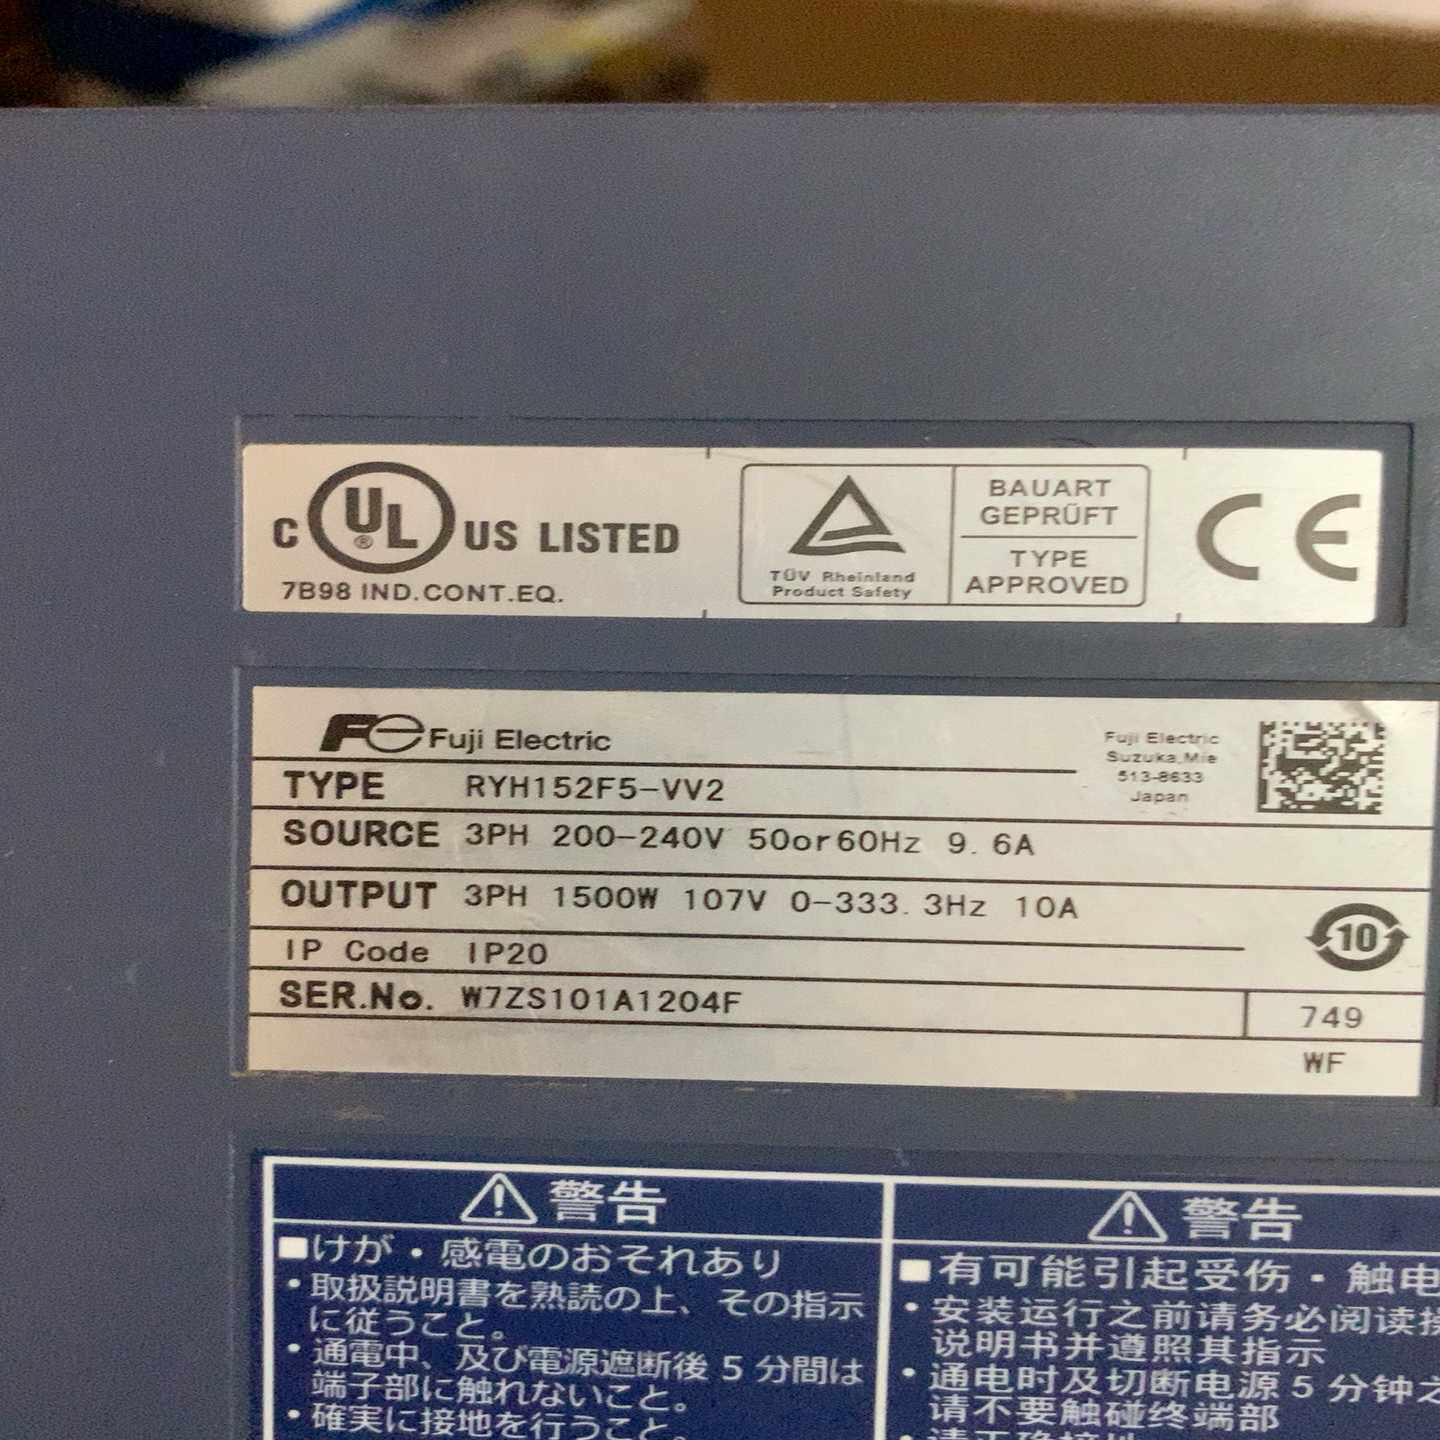 C UL® US LISTED
7B98 IND.CONT.EQ.
TÜV Rheinland
Product Safety
BAUART
GEPRÜFT
TYPE
APPROVED
CE
Fe Fuji Electric
Fuji Electric
Suzuka,Mie
513-8633
Japan
TYPE RYH152F5-VV2
SOURCE 3PH 200-240V 50or60Hz 9.6A
OUTPUT 3PH 1500W 107V 0-333.3Hz 10A
10
IP Code IP20
SER.No. W7ZS101A1204F
749
WF
警告
■けが・感電のおそれあり
・取扱説明書を熟読の上、その指示
に従うこと。
・通電中、及び電源遮断後5分間は
端子部に触れないこと。
・確実に接地を行うこと。
警告
■有可能引起受伤・触电
・安装运行之前请务必阅读操
说明书并遵照其指示
・通电时及切断电源5分钟之
请不要触碰终端部